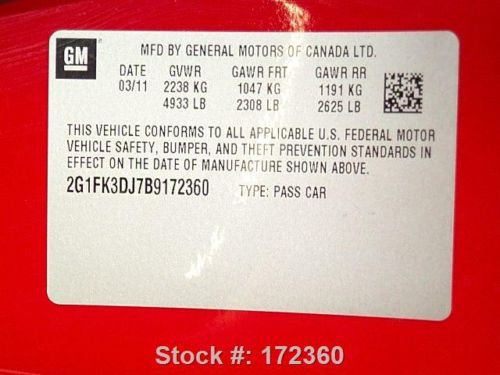 GM
MFD BY GENERAL MOTORS OF CANADA LTD.
DATE GVWR GAWR FRT GAWR RR
03/11 2238 KG 1047 KG 1191 KG
4933 LB 2308 LB 2625 LB
THIS VEHICLE CONFORMS TO ALL APPLICABLE U.S. FEDERAL MOTOR
VEHICLE SAFETY, BUMPER, AND THEFT PREVENTION STANDARDS IN
EFFECT ON THE DATE OF MANUFACTURE SHOWN ABOVE.
2G1FK3DJ7B9172360 TYPE: PASS CAR
Stock #: 172360